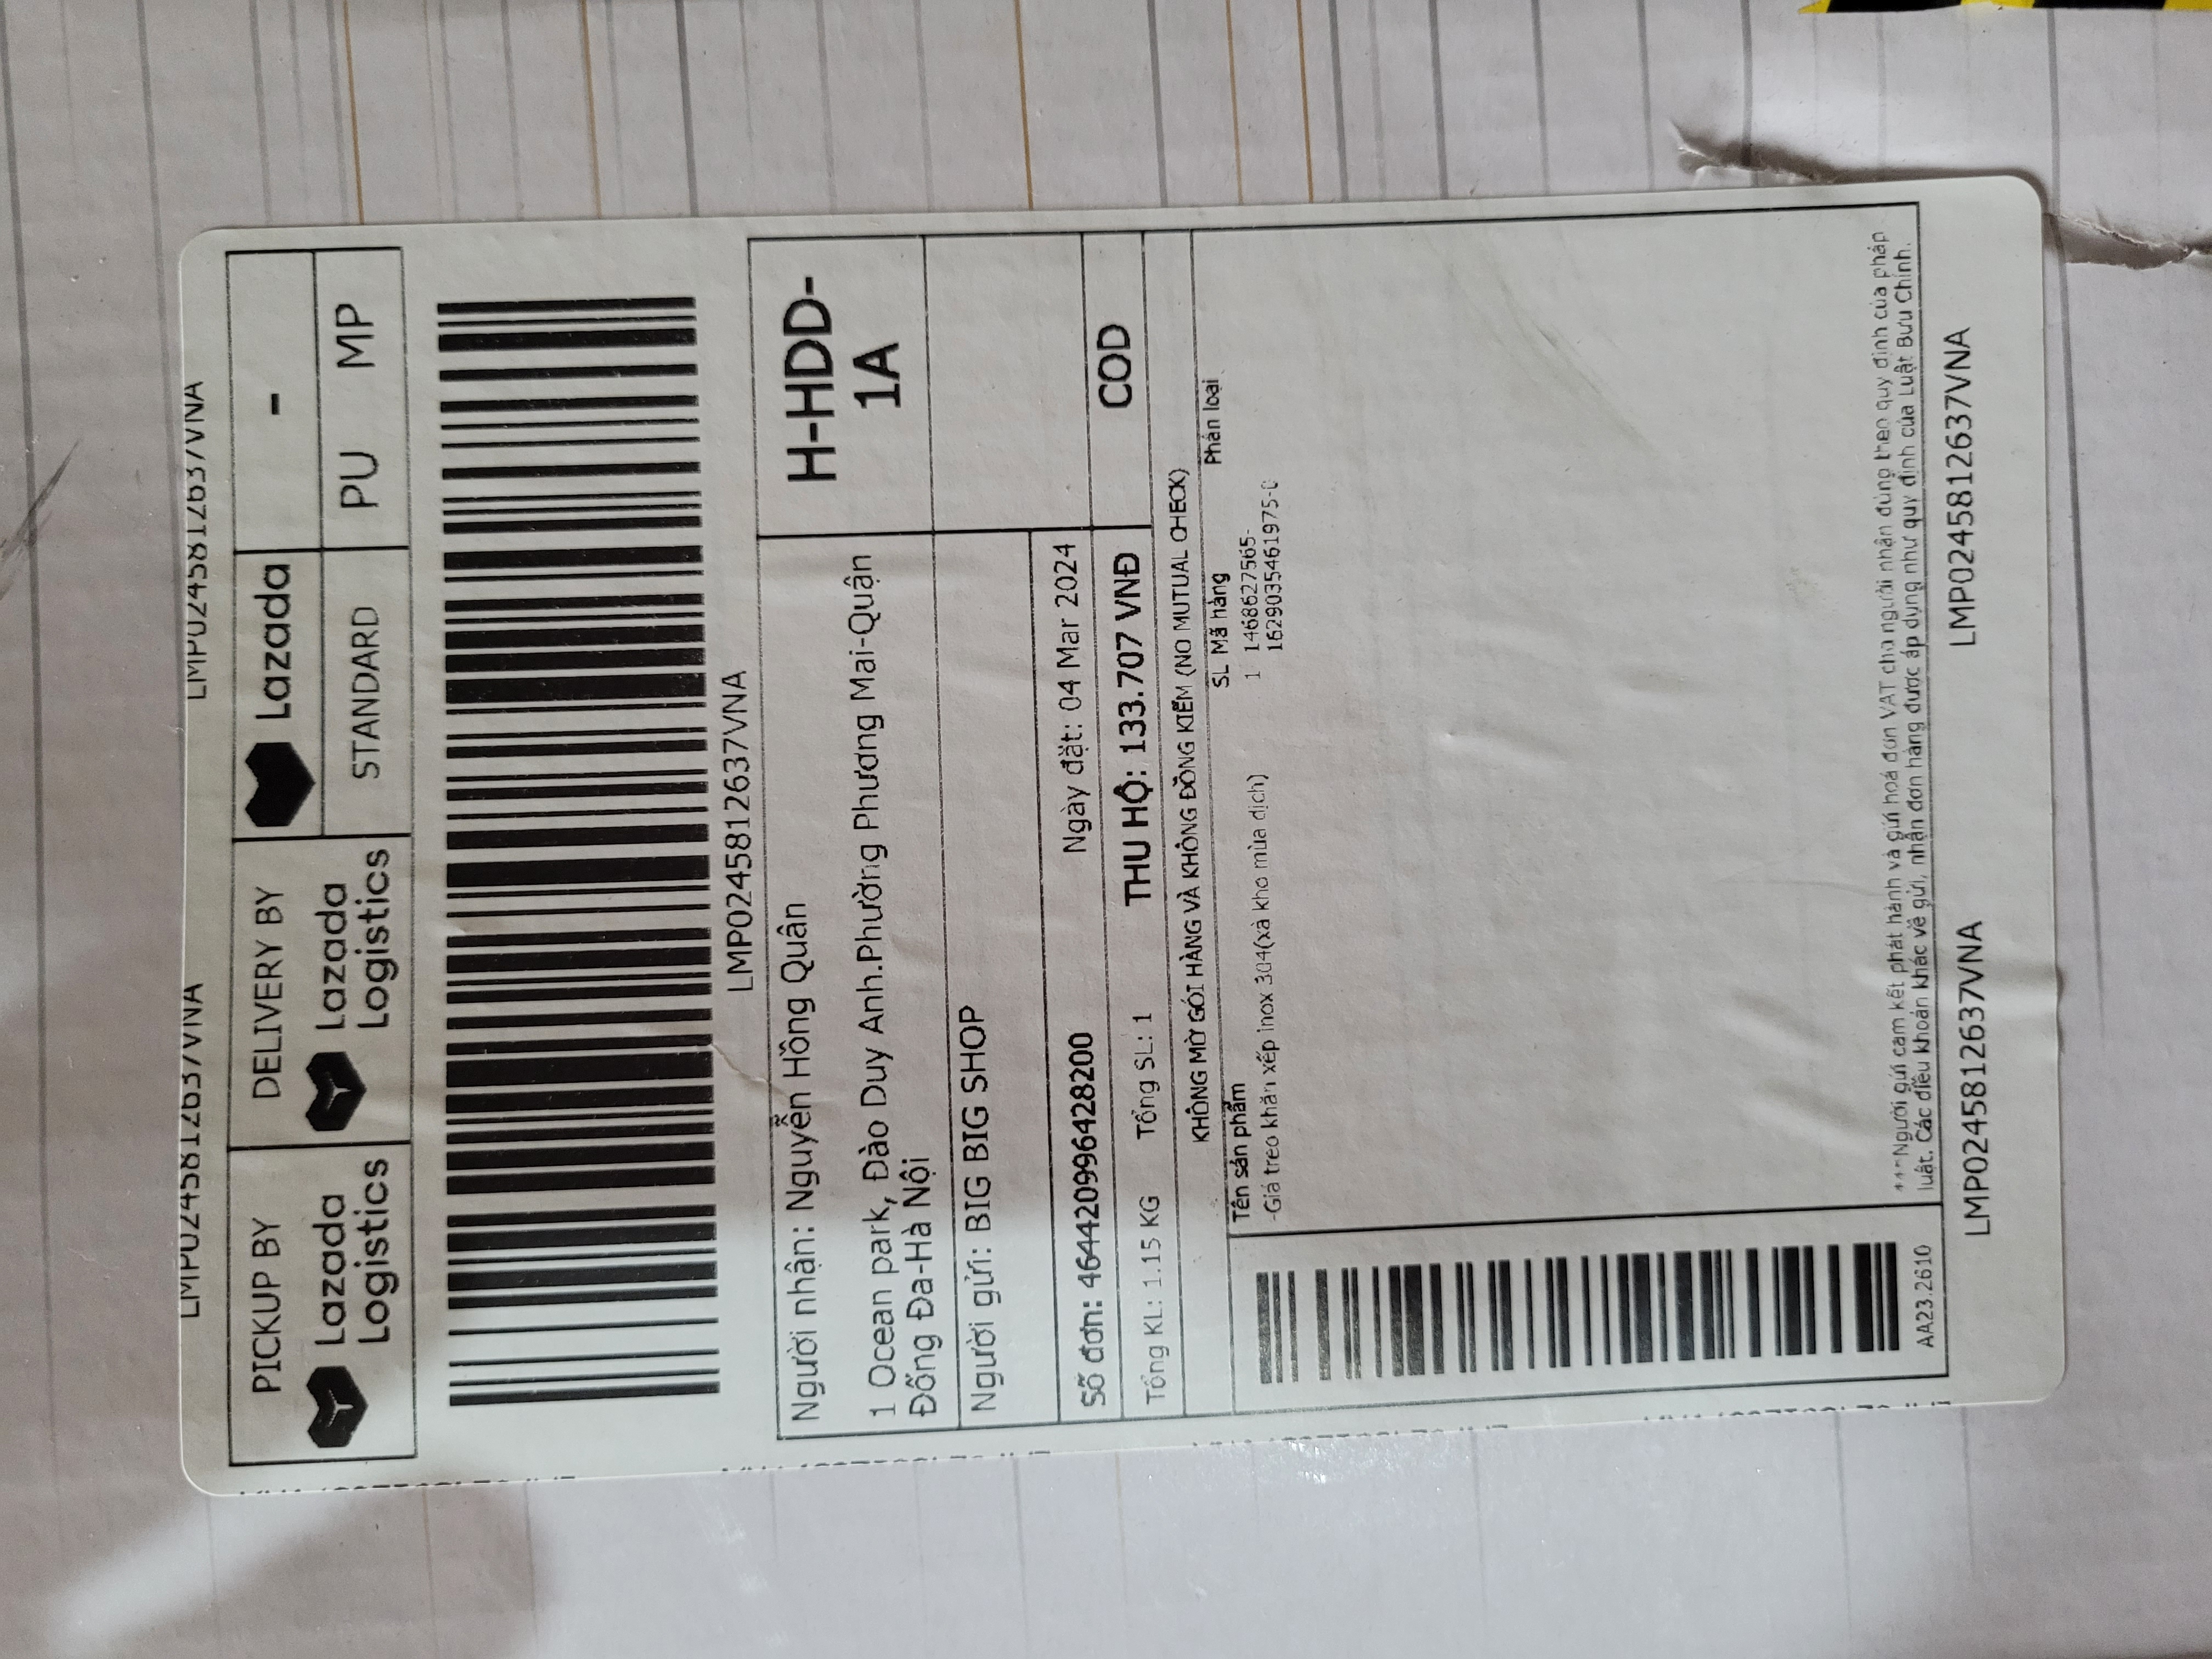 LMP0245812637VNA LMP0245812637VNA
PICKUP BY
Lazada
Logistics
DELIVERY BY
Lazada
Logistics
Lazada
STANDARD
-
PU MP
LMP0245812637VNA
Người nhận: Nguyễn Hồng Quân
1 Ocean park, Đào Duy Anh.Phường Phương Mai-Quận
Đống Đa-Hà Nội
H-HDD-
1A
Người gửi: BIG BIG SHOP
Số đơn: 464420996428200 Ngày đặt: 04 Mar 2024
Tổng KL: 1.15 KG Tổng SL: 1 THU HỘ: 133.707 VNĐ
COD
KHÔNG MỞ GÓI HÀNG VÀ KHÔNG ĐỒNG KIỂM (NO MUTUAL CHECK)
Tên sản phẩm SL Mã hàng Phân loại
-Giá treo khăn xếp inox 304(xả kho mùa dịch) 1 1468627565-
1629035461975-0
***Người gửi cam kết phát hành và gửi hoá đơn VAT cho người nhận đúng theo quy định của pháp
luật. Các điều khoản khác về gửi, nhận đơn hàng được áp dụng như quy định của Luật Bưu Chính.
AA23.2610
LMP0245812637VNA LMP0245812637VNA